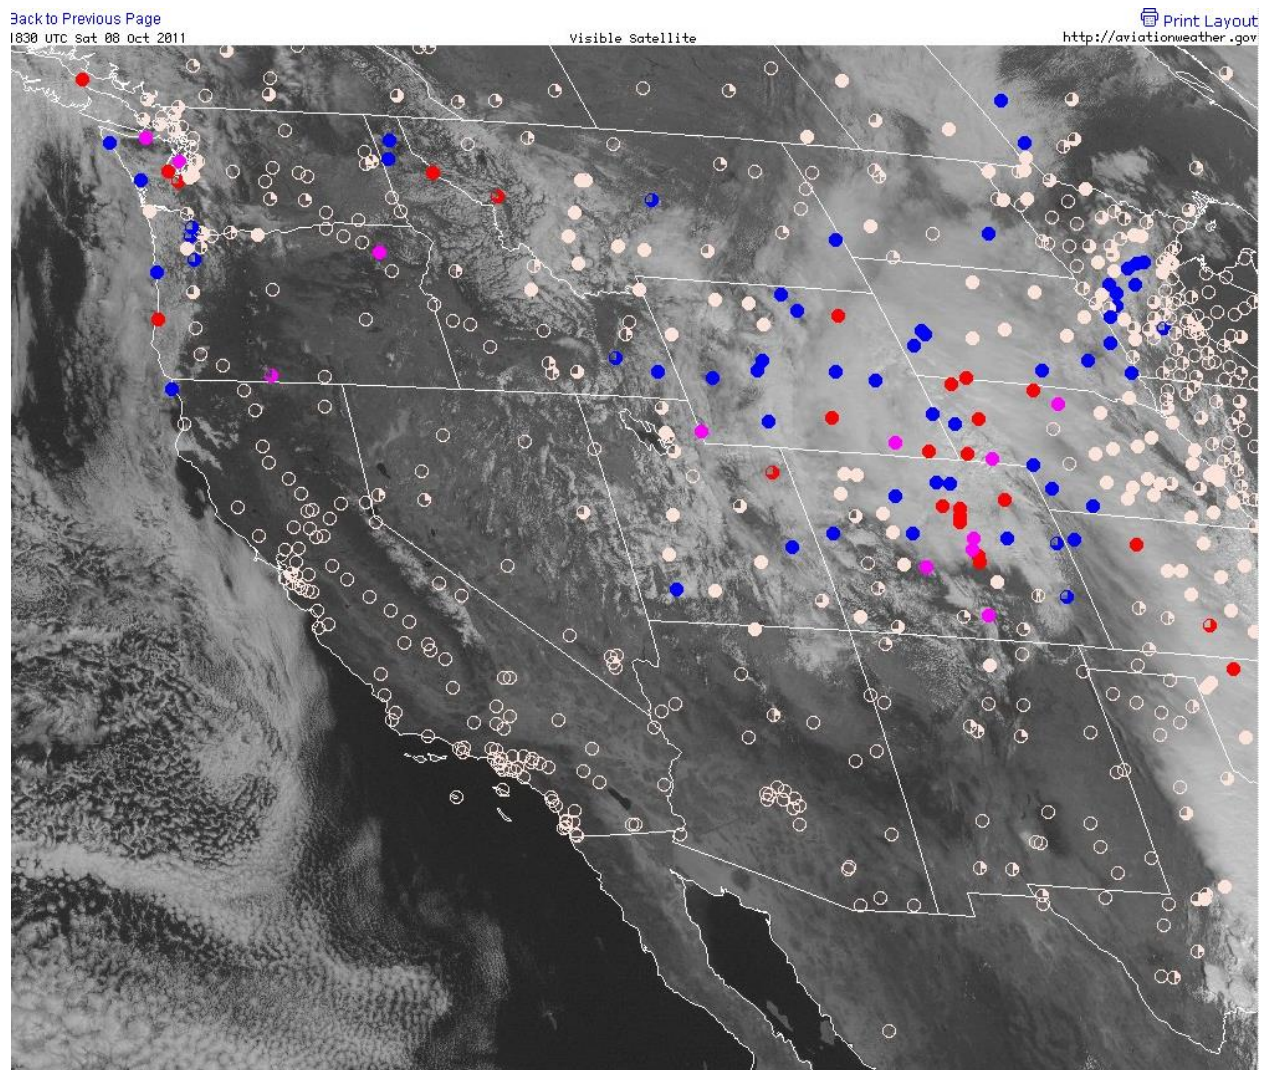 Back to Previous Page
Print Layout
1830 UTC Sat 08 Oct 2011
Visible Satellite
http://aviationweather.gov